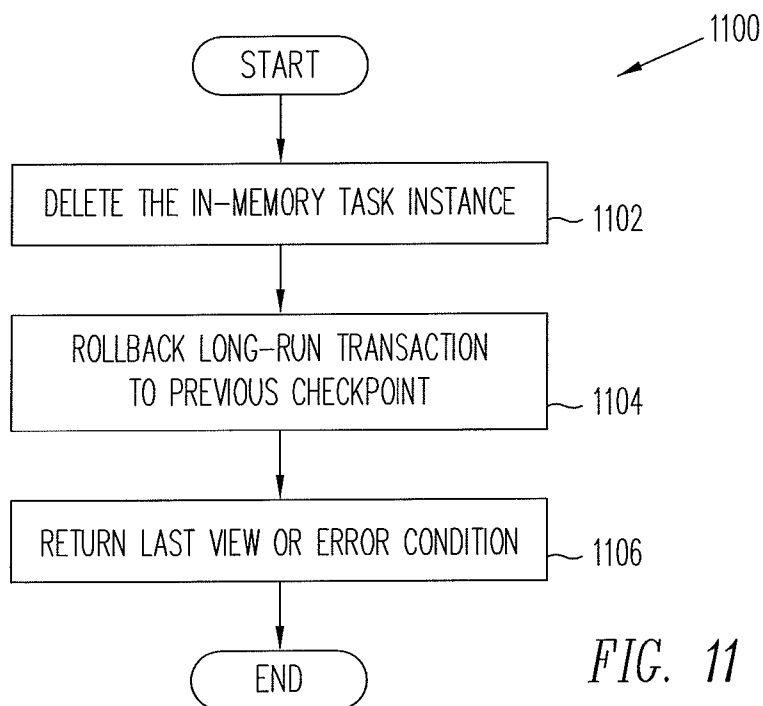 1100
START
DELETE THE IN-MEMORY TASK INSTANCE
1102
ROLLBACK LONG-RUN TRANSACTION
TO PREVIOUS CHECKPOINT
1104
RETURN LAST VIEW OR ERROR CONDITION
1106
END
FIG. 11